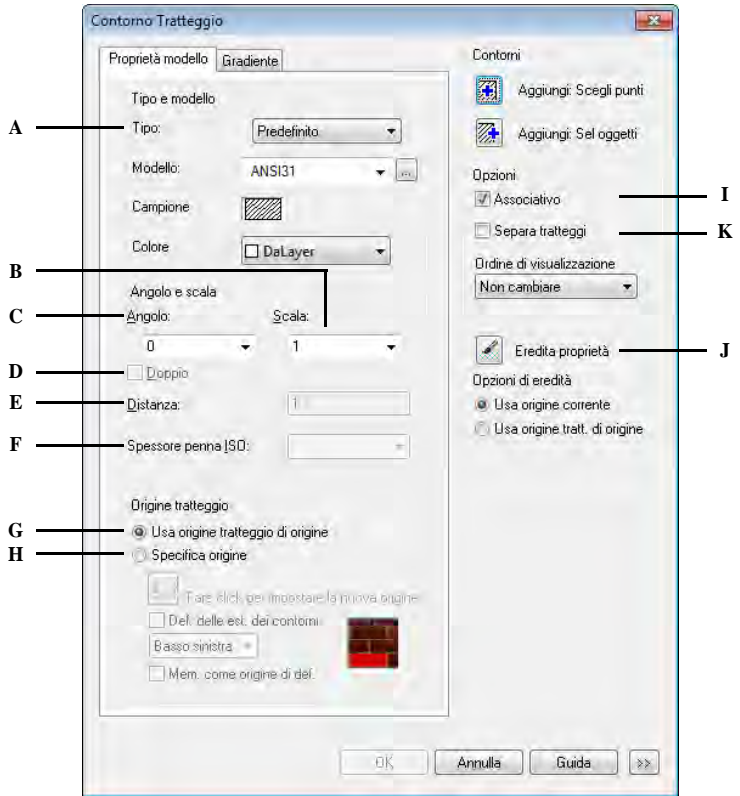 Contorno Tratteggio
Proprietà modello
Gradiente
Tipo e modello
A
Tipo:
Predefinito
Modello:
ANSI31
...
Campione
Colore
DaLayer
B
Angolo e scala
C
Angolo:
Scala:
0
1
D
Doppio
E
Distanza:
1
F
Spessore penna ISO:
Origine tratteggio
G
Usa origine tratteggio di origine
H
Specifica origine
Fare click per impostare la nuova origine
Def. delle est. dei contorni
Basso sinistra
Mem. come origine di def.
Contorni
Aggiungi: Scegli punti
Aggiungi: Sel oggetti
Opzioni
Associativo
I
Separa tratteggi
K
Ordine di visualizzazione
Non cambiare
Eredita proprietà
J
Opzioni di eredità
Usa origine corrente
Usa origine tratt. di origine
OK
Annulla
Guida
>>